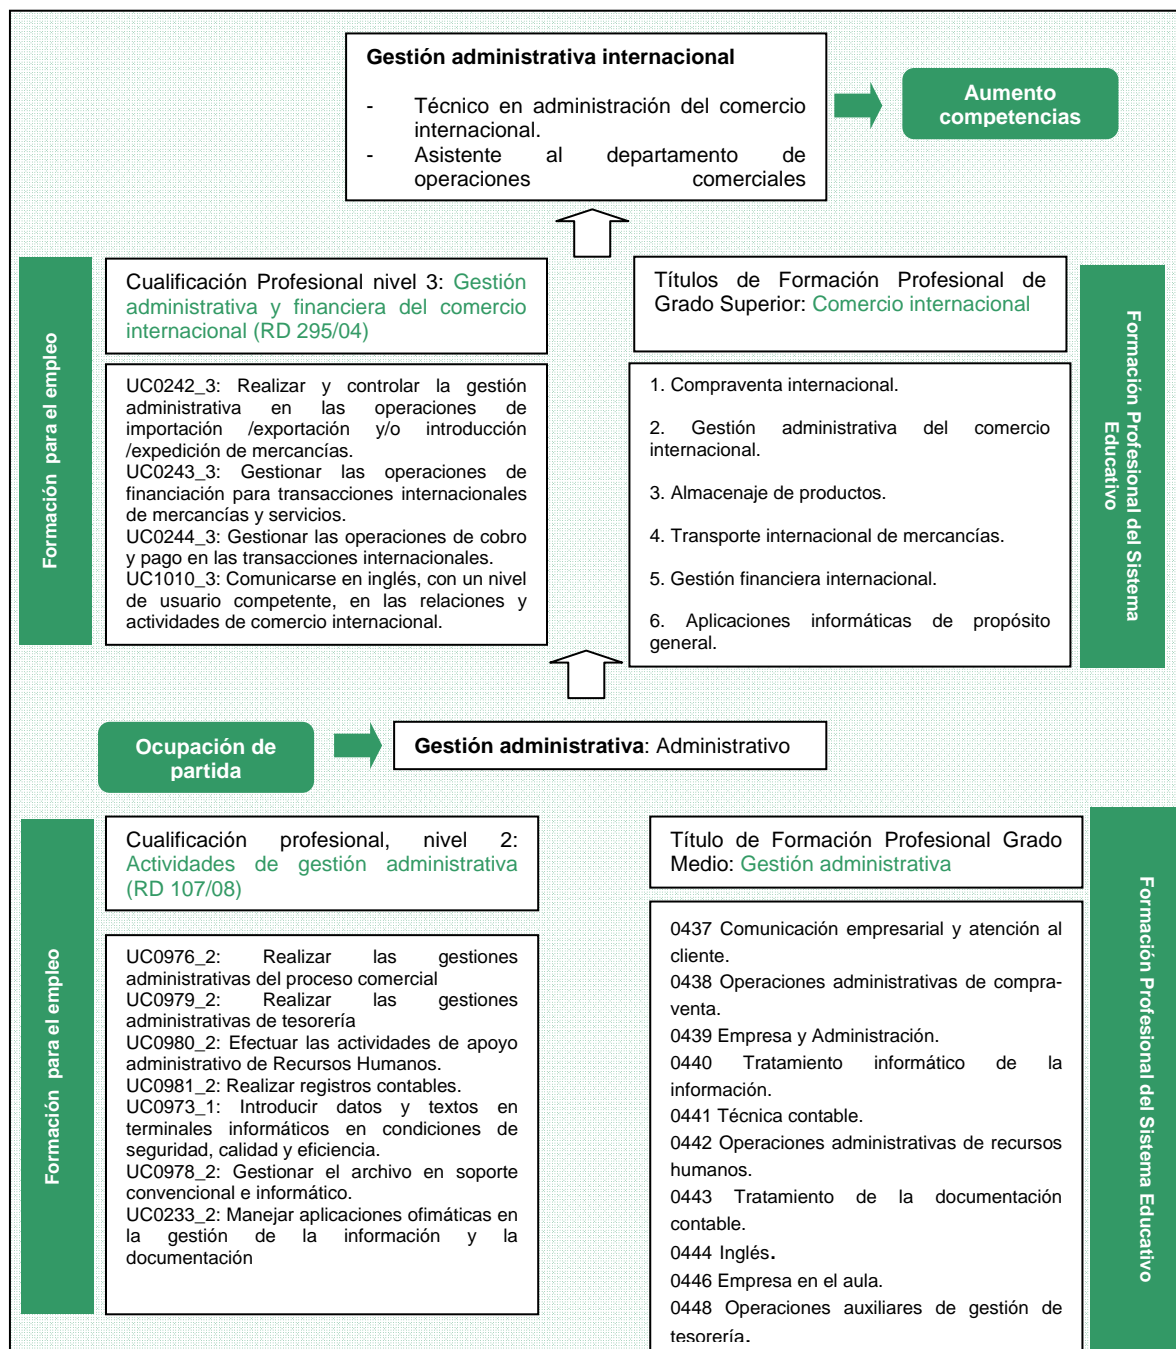 Gestión administrativa internacional
- Técnico en administración del comercio
internacional.
- Asistente al departamento de
operaciones comerciales
Aumento
competencias
Formación para el empleo
Cualificación Profesional nivel 3: Gestión
administrativa y financiera del comercio
internacional (RD 295/04)
UC0242_3: Realizar y controlar la gestión
administrativa en las operaciones de
importación /exportación y/o introducción
/expedición de mercancías.
UC0243_3: Gestionar las operaciones de
financiación para transacciones internacionales
de mercancías y servicios.
UC0244_3: Gestionar las operaciones de cobro
y pago en las transacciones internacionales.
UC1010_3: Comunicarse en inglés, con un nivel
de usuario competente, en las relaciones y
actividades de comercio internacional.
Títulos de Formación Profesional de
Grado Superior: Comercio internacional
1. Compraventa internacional.
2. Gestión administrativa del comercio
internacional.
3. Almacenaje de productos.
4. Transporte internacional de mercancías.
5. Gestión financiera internacional.
6. Aplicaciones informáticas de propósito
general.
Formación Profesional del Sistema
Educativo
Ocupación de
partida
Gestión administrativa: Administrativo
Formación para el empleo
Cualificación profesional, nivel 2:
Actividades de gestión administrativa
(RD 107/08)
UC0976_2: Realizar las gestiones
administrativas del proceso comercial
UC0979_2: Realizar las gestiones
administrativas de tesorería
UC0980_2: Efectuar las actividades de apoyo
administrativo de Recursos Humanos.
UC0981_2: Realizar registros contables.
UC0973_1: Introducir datos y textos en
terminales informáticos en condiciones de
seguridad, calidad y eficiencia.
UC0978_2: Gestionar el archivo en soporte
convencional e informático.
UC0233_2: Manejar aplicaciones ofimáticas en
la gestión de la información y la
documentación
Título de Formación Profesional Grado
Medio: Gestión administrativa
0437 Comunicación empresarial y atención al
cliente.
0438 Operaciones administrativas de compra-
venta.
0439 Empresa y Administración.
0440 Tratamiento informático de la
información.
0441 Técnica contable.
0442 Operaciones administrativas de recursos
humanos.
0443 Tratamiento de la documentación
contable.
0444 Inglés.
0446 Empresa en el aula.
0448 Operaciones auxiliares de gestión de
tesorería.
Formación Profesional del Sistema Educativo